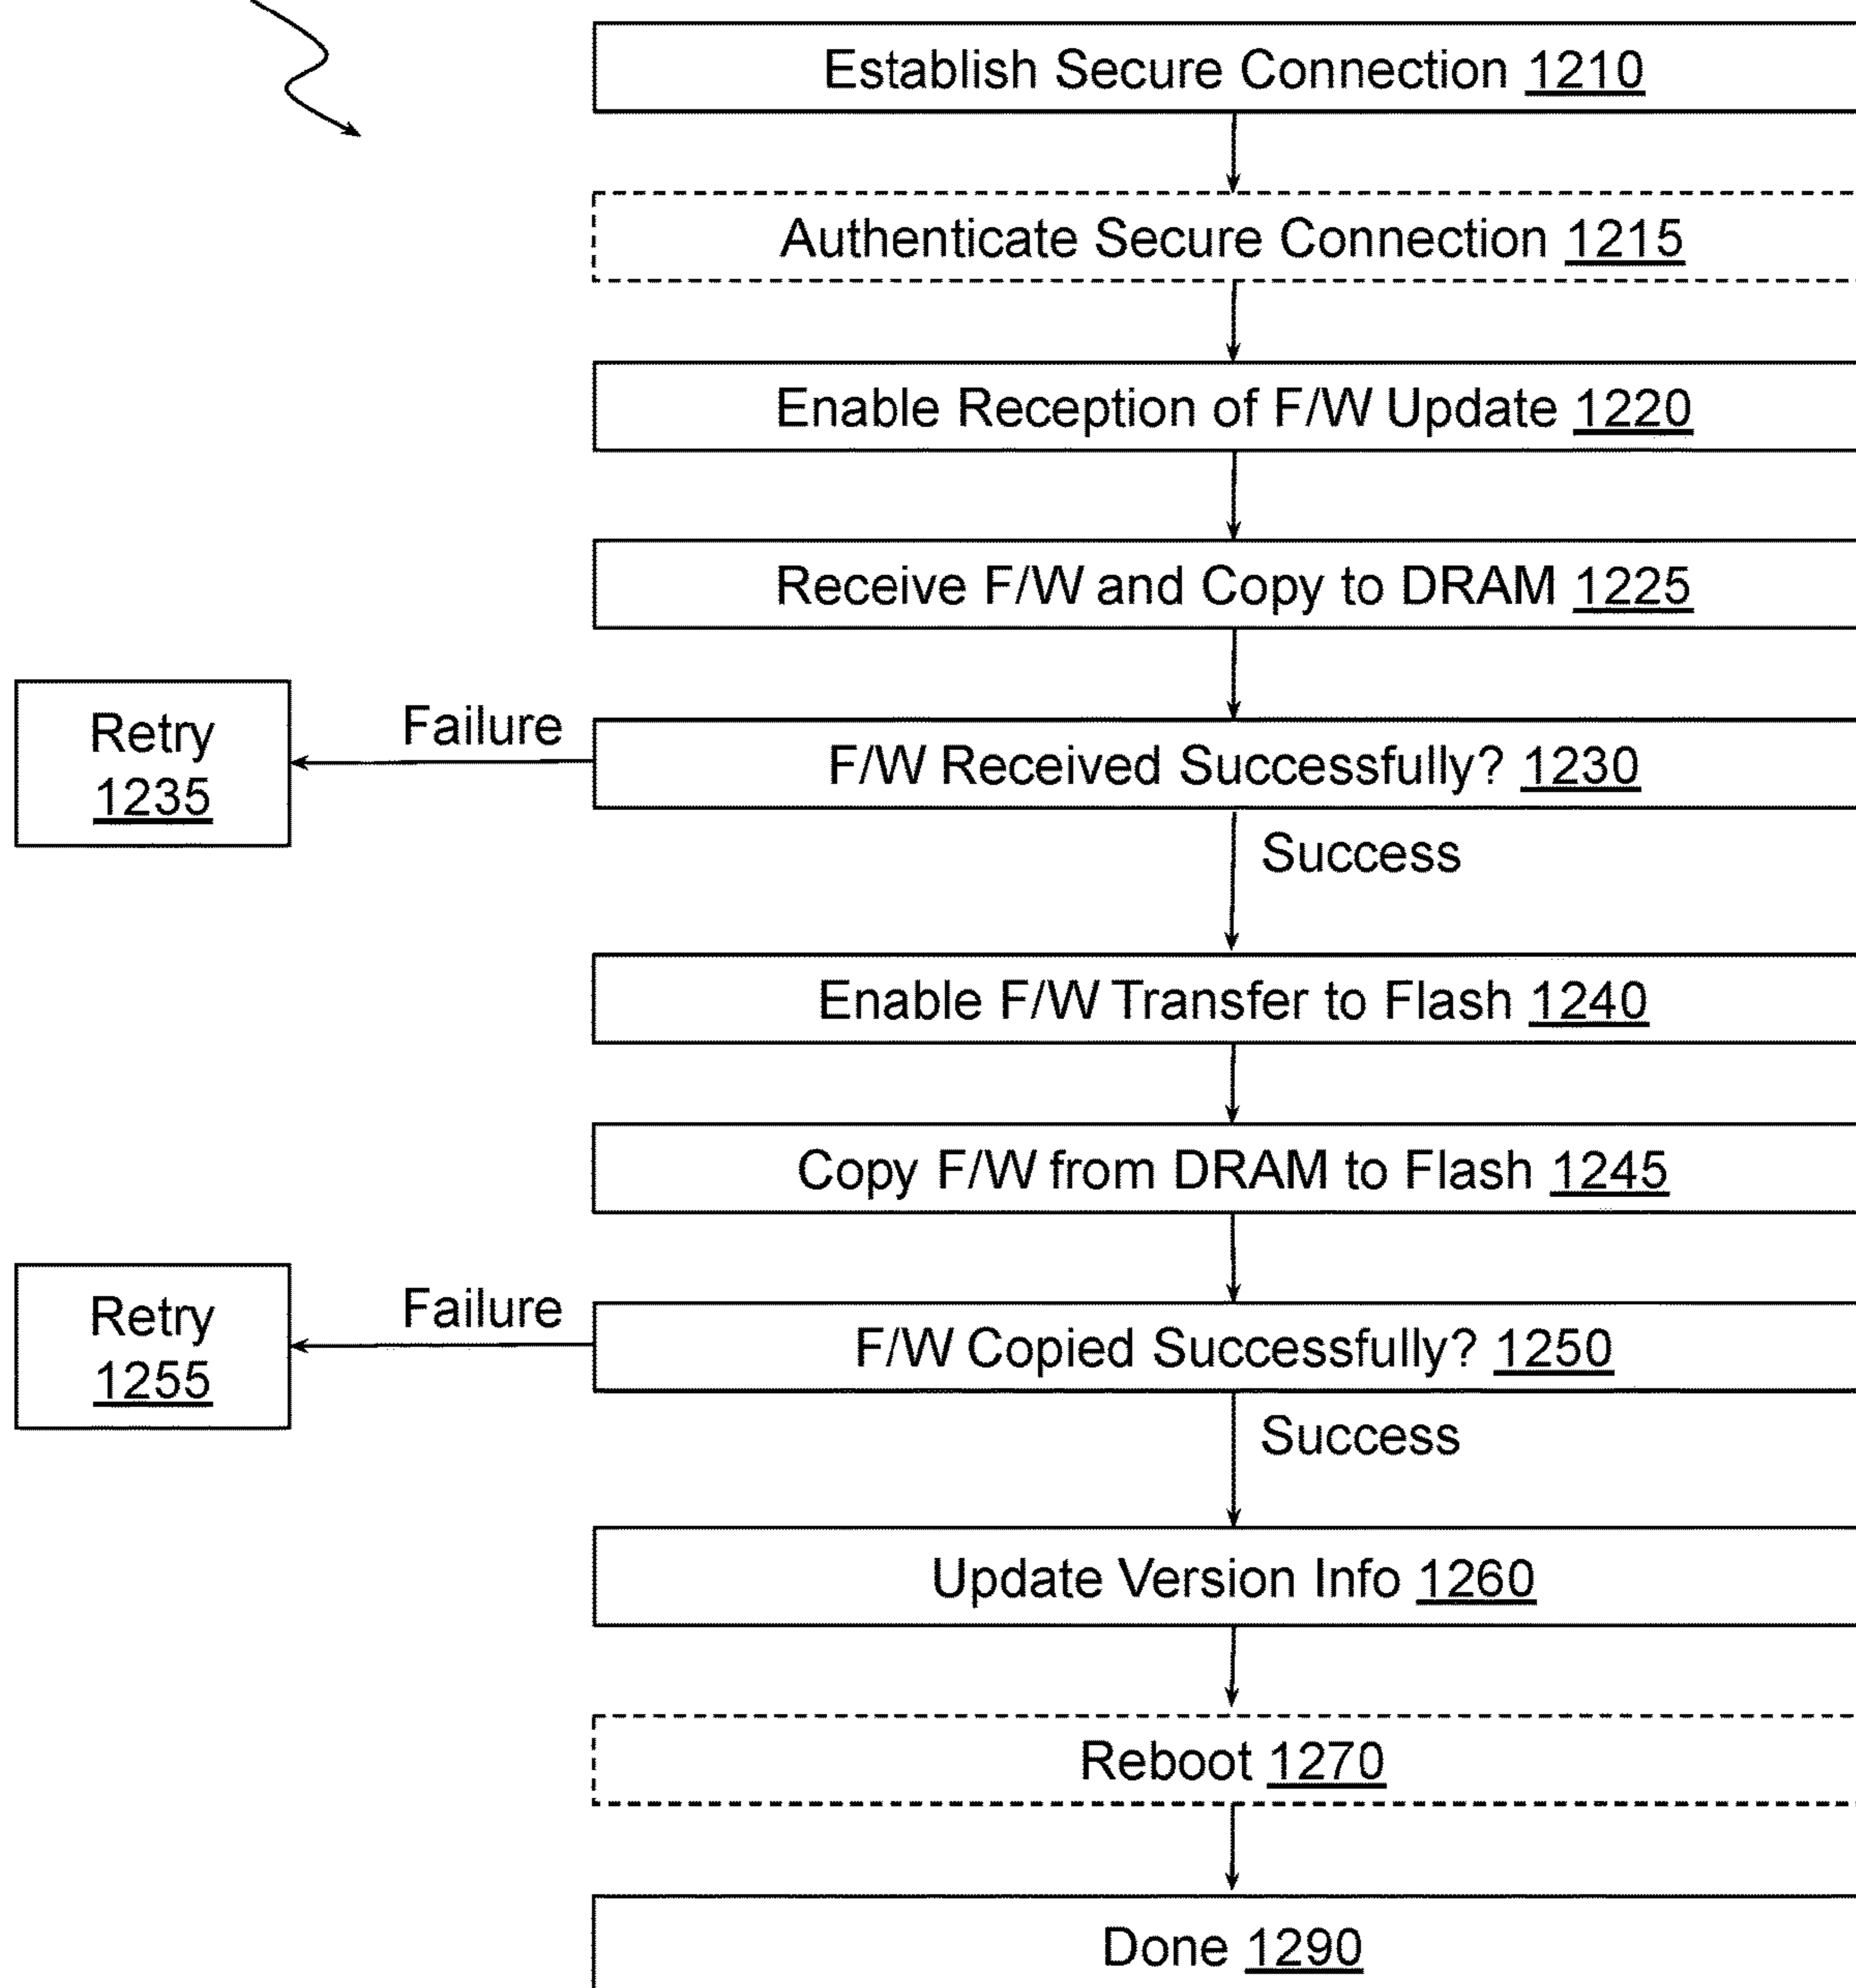 Establish Secure Connection 1210
Authenticate Secure Connection 1215
Enable Reception of F/W Update 1220
Receive F/W and Copy to DRAM 1225
Retry
1235
Failure
F/W Received Successfully? 1230
Success
Enable F/W Transfer to Flash 1240
Copy F/W from DRAM to Flash 1245
Retry
1255
Failure
F/W Copied Successfully? 1250
Success
Update Version Info 1260
Reboot 1270
Done 1290